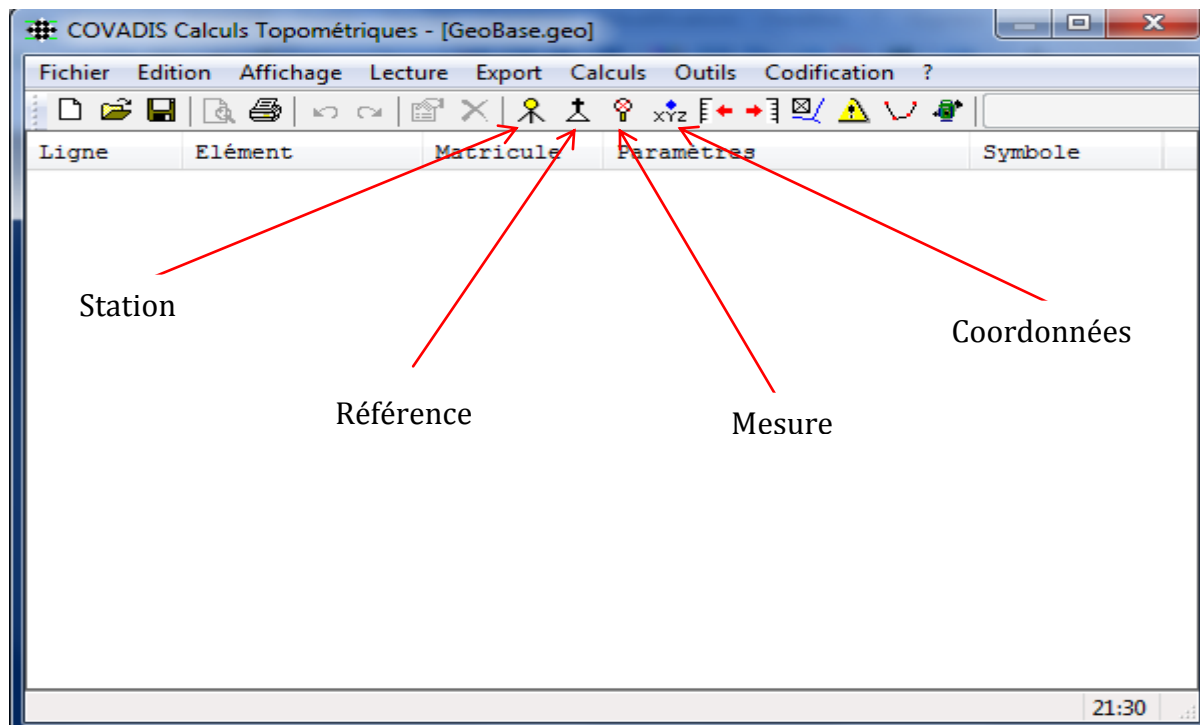 COVADIS Calculs Topométriques - [GeoBase.geo]
Fichier Edition Affichage Lecture Export Calculs Outils Codification ?
xYz
Ligne Elément Matricule Paramètres Symbole
Station
Coordonnées
Référence
Mesure
21:30